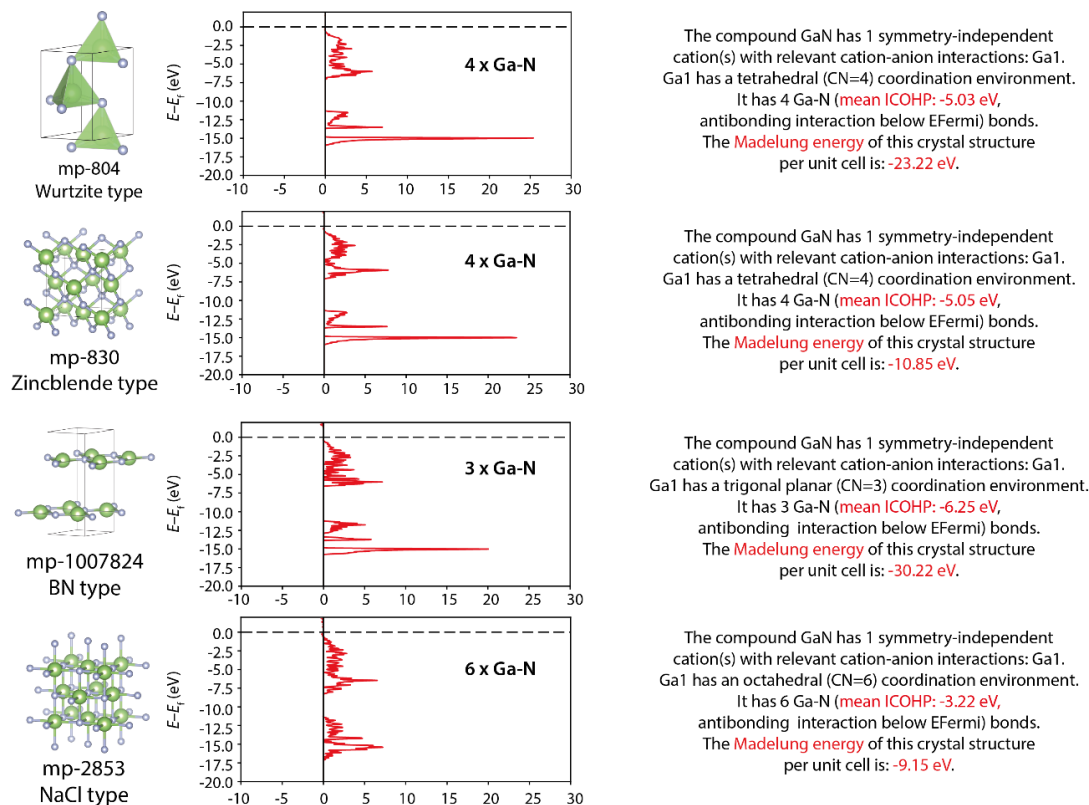 mp-804
Wurtzite type
E–Ef (eV)
0.0
−2.5
−5.0
−7.5
−10.0
−12.5
−15.0
−17.5
−20.0
4 x Ga-N
-10
-5
0
5
10
15
20
25
30
The compound GaN has 1 symmetry-independent
cation(s) with relevant cation-anion interactions: Ga1.
Ga1 has a tetrahedral (CN=4) coordination environment.
It has 4 Ga-N (mean ICOHP: -5.03 eV,
antibonding interaction below EFermi) bonds.
The Madelung energy of this crystal structure
per unit cell is: -23.22 eV.
mp-830
Zincblende type
E–Ef (eV)
0.0
−2.5
−5.0
−7.5
−10.0
−12.5
−15.0
−17.5
−20.0
4 x Ga-N
-10
-5
0
5
10
15
20
25
30
The compound GaN has 1 symmetry-independent
cation(s) with relevant cation-anion interactions: Ga1.
Ga1 has a tetrahedral (CN=4) coordination environment.
It has 4 Ga-N (mean ICOHP: -5.05 eV,
antibonding interaction below EFermi) bonds.
The Madelung energy of this crystal structure
per unit cell is: -10.85 eV.
mp-1007824
BN type
E–Ef (eV)
0.0
−2.5
−5.0
−7.5
−10.0
−12.5
−15.0
−17.5
−20.0
3 x Ga-N
-10
-5
0
5
10
15
20
25
30
The compound GaN has 1 symmetry-independent
cation(s) with relevant cation-anion interactions: Ga1.
Ga1 has a trigonal planar (CN=3) coordination environment.
It has 3 Ga-N (mean ICOHP: -6.25 eV,
antibonding interaction below EFermi) bonds.
The Madelung energy of this crystal structure
per unit cell is: -30.22 eV.
mp-2853
NaCl type
E–Ef (eV)
0.0
−2.5
−5.0
−7.5
−10.0
−12.5
−15.0
−17.5
−20.0
6 x Ga-N
-10
-5
0
5
10
15
20
25
30
The compound GaN has 1 symmetry-independent
cation(s) with relevant cation-anion interactions: Ga1.
Ga1 has an octahedral (CN=6) coordination environment.
It has 6 Ga-N (mean ICOHP: -3.22 eV,
antibonding interaction below EFermi) bonds.
The Madelung energy of this crystal structure
per unit cell is: -9.15 eV.